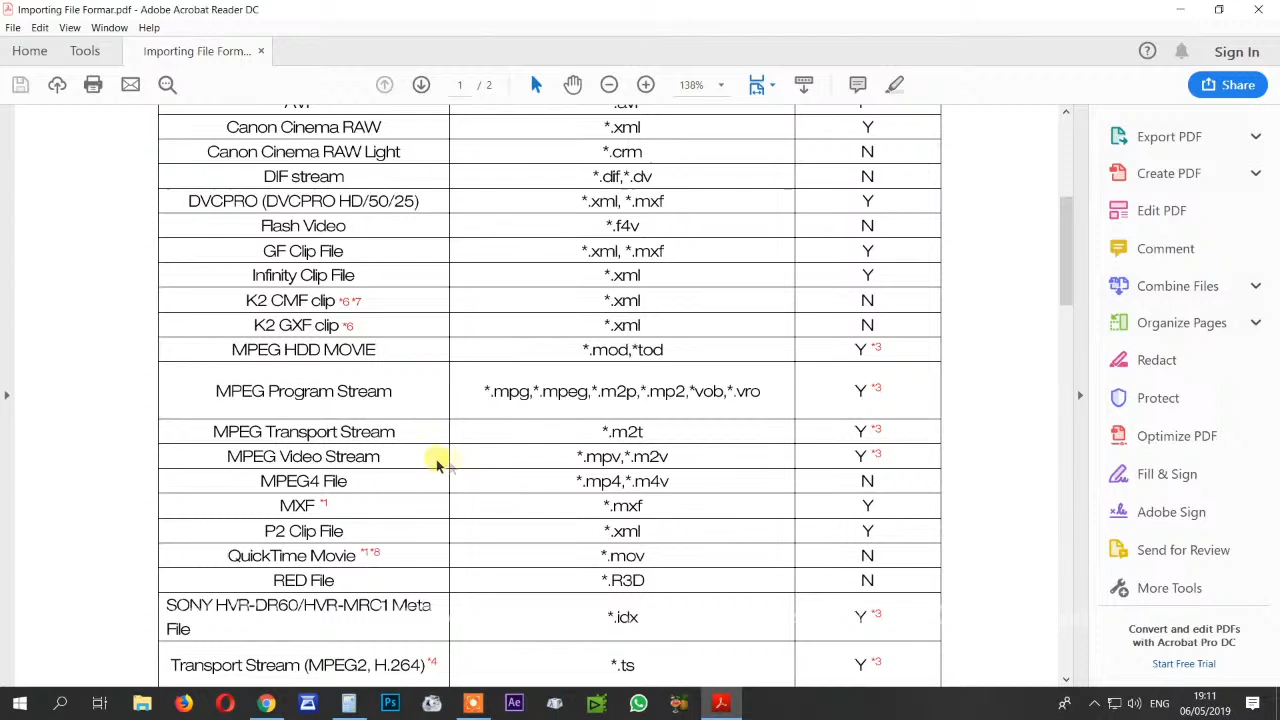 Importing File Formar.pdf - Adobe Acrobat Reader DC
File Edit View Window Help
Home Tools Importing File Form... × Sign In
1 / 2 138% Share
Canon Cinema RAW *.xml Y
Canon Cinema RAW Light *.crm N
DIF stream *.dif,*.dv N
DVCPRO (DVCPRO HD/50/25) *.xml, *.mxf Y
Flash Video *.f4v N
GF Clip File *.xml, *.mxf Y
Infinity Clip File *.xml Y
K2 CMF clip *6 *7 *.xml N
K2 GXF clip *6 *.xml N
MPEG HDD MOVIE *.mod,*tod Y *3
MPEG Program Stream *.mpg,*.mpeg,*.m2p,*.mp2,*vob,*.vro Y *3
MPEG Transport Stream *.m2t Y *3
MPEG Video Stream *.mpv,*.m2v Y *3
MPEG4 File *.mp4,*.m4v N
MXF *1 *.mxf Y
P2 Clip File *.xml Y
QuickTime Movie *1 *8 *.mov N
RED File *.R3D N
SONY HVR-DR60/HVR-MRC1 Meta
File *.idx Y *3
Transport Stream (MPEG2, H.264) *4 *.ts Y *3
Export PDF
Create PDF
Edit PDF
Comment
Combine Files
Organize Pages
Redact
Protect
Optimize PDF
Fill & Sign
Adobe Sign
Send for Review
More Tools
Convert and edit PDFs
with Acrobat Pro DC
Start Free Trial
Ps Ae ENG 19:11
06/05/2019